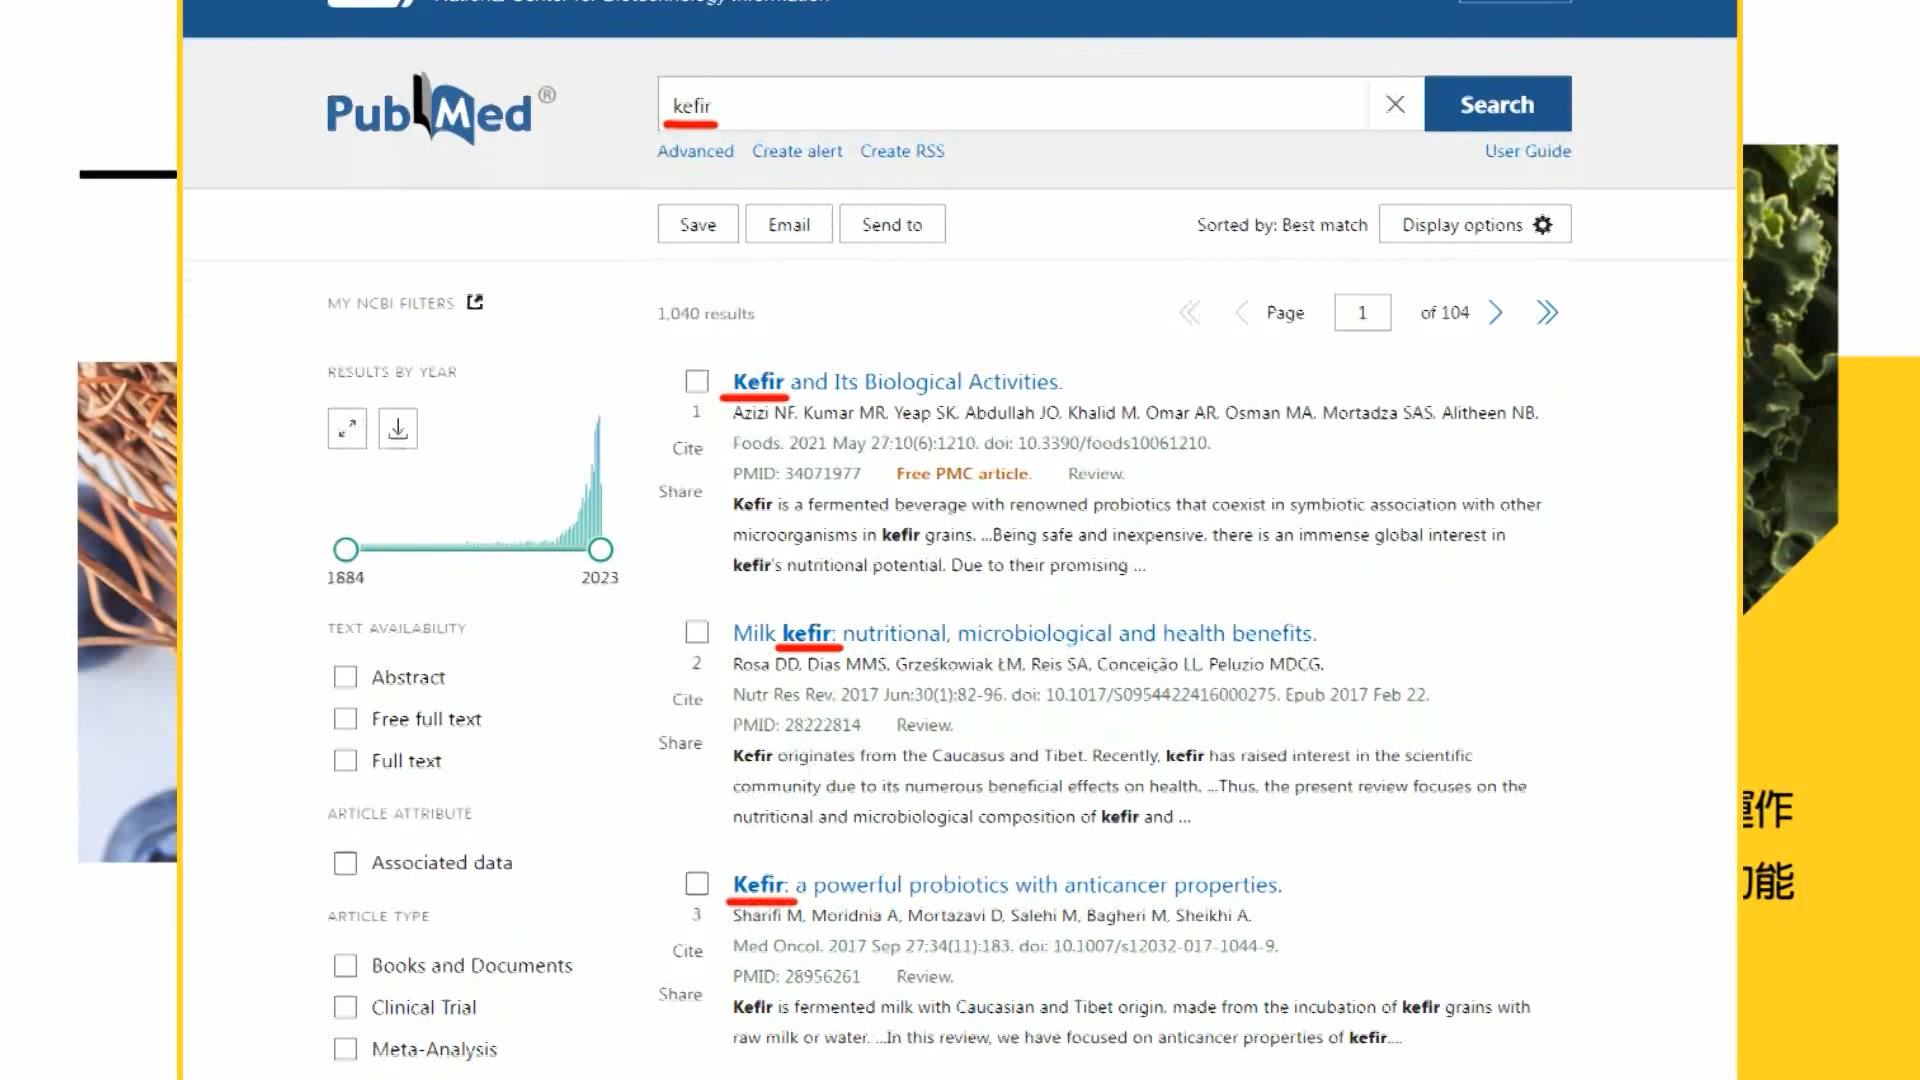 National Center for Biotechnology Information
PubMed®
kefir
Search
Advanced
Create alert
Create RSS
User Guide
Save
Email
Send to
Sorted by: Best match
Display options
MY NCBI FILTERS
1,040 results
Page
1
of 104
RESULTS BY YEAR
1884
2023
TEXT AVAILABILITY
Abstract
Free full text
Full text
ARTICLE ATTRIBUTE
Associated data
ARTICLE TYPE
Books and Documents
Clinical Trial
Meta-Analysis
Kefir and Its Biological Activities.
1
Cite
Share
Azizi NF, Kumar MR, Yeap SK, Abdullah JO, Khalid M, Omar AR, Osman MA, Mortadza SAS, Alitheen NB.
Foods. 2021 May 27;10(6):1210. doi: 10.3390/foods10061210.
PMID: 34071977 Free PMC article. Review.
Kefir is a fermented beverage with renowned probiotics that coexist in symbiotic association with other
microorganisms in kefir grains. ...Being safe and inexpensive, there is an immense global interest in
kefir's nutritional potential. Due to their promising ...
Milk kefir: nutritional, microbiological and health benefits.
2
Cite
Share
Rosa DD, Dias MMS, Grześkowiak ŁM, Reis SA, Conceição LL, Peluzio MDCG.
Nutr Res Rev. 2017 Jun;30(1):82-96. doi: 10.1017/S0954422416000275. Epub 2017 Feb 22.
PMID: 28222814 Review.
Kefir originates from the Caucasus and Tibet. Recently, kefir has raised interest in the scientific
community due to its numerous beneficial effects on health. ...Thus, the present review focuses on the
nutritional and microbiological composition of kefir and ...
Kefir: a powerful probiotics with anticancer properties.
3
Cite
Share
Sharifi M, Moridnia A, Mortazavi D, Salehi M, Bagheri M, Sheikhi A.
Med Oncol. 2017 Sep 27;34(11):183. doi: 10.1007/s12032-017-1044-9.
PMID: 28956261 Review.
Kefir is fermented milk with Caucasian and Tibet origin, made from the incubation of kefir grains with
raw milk or water. ...In this review, we have focused on anticancer properties of kefir....
運作
功能